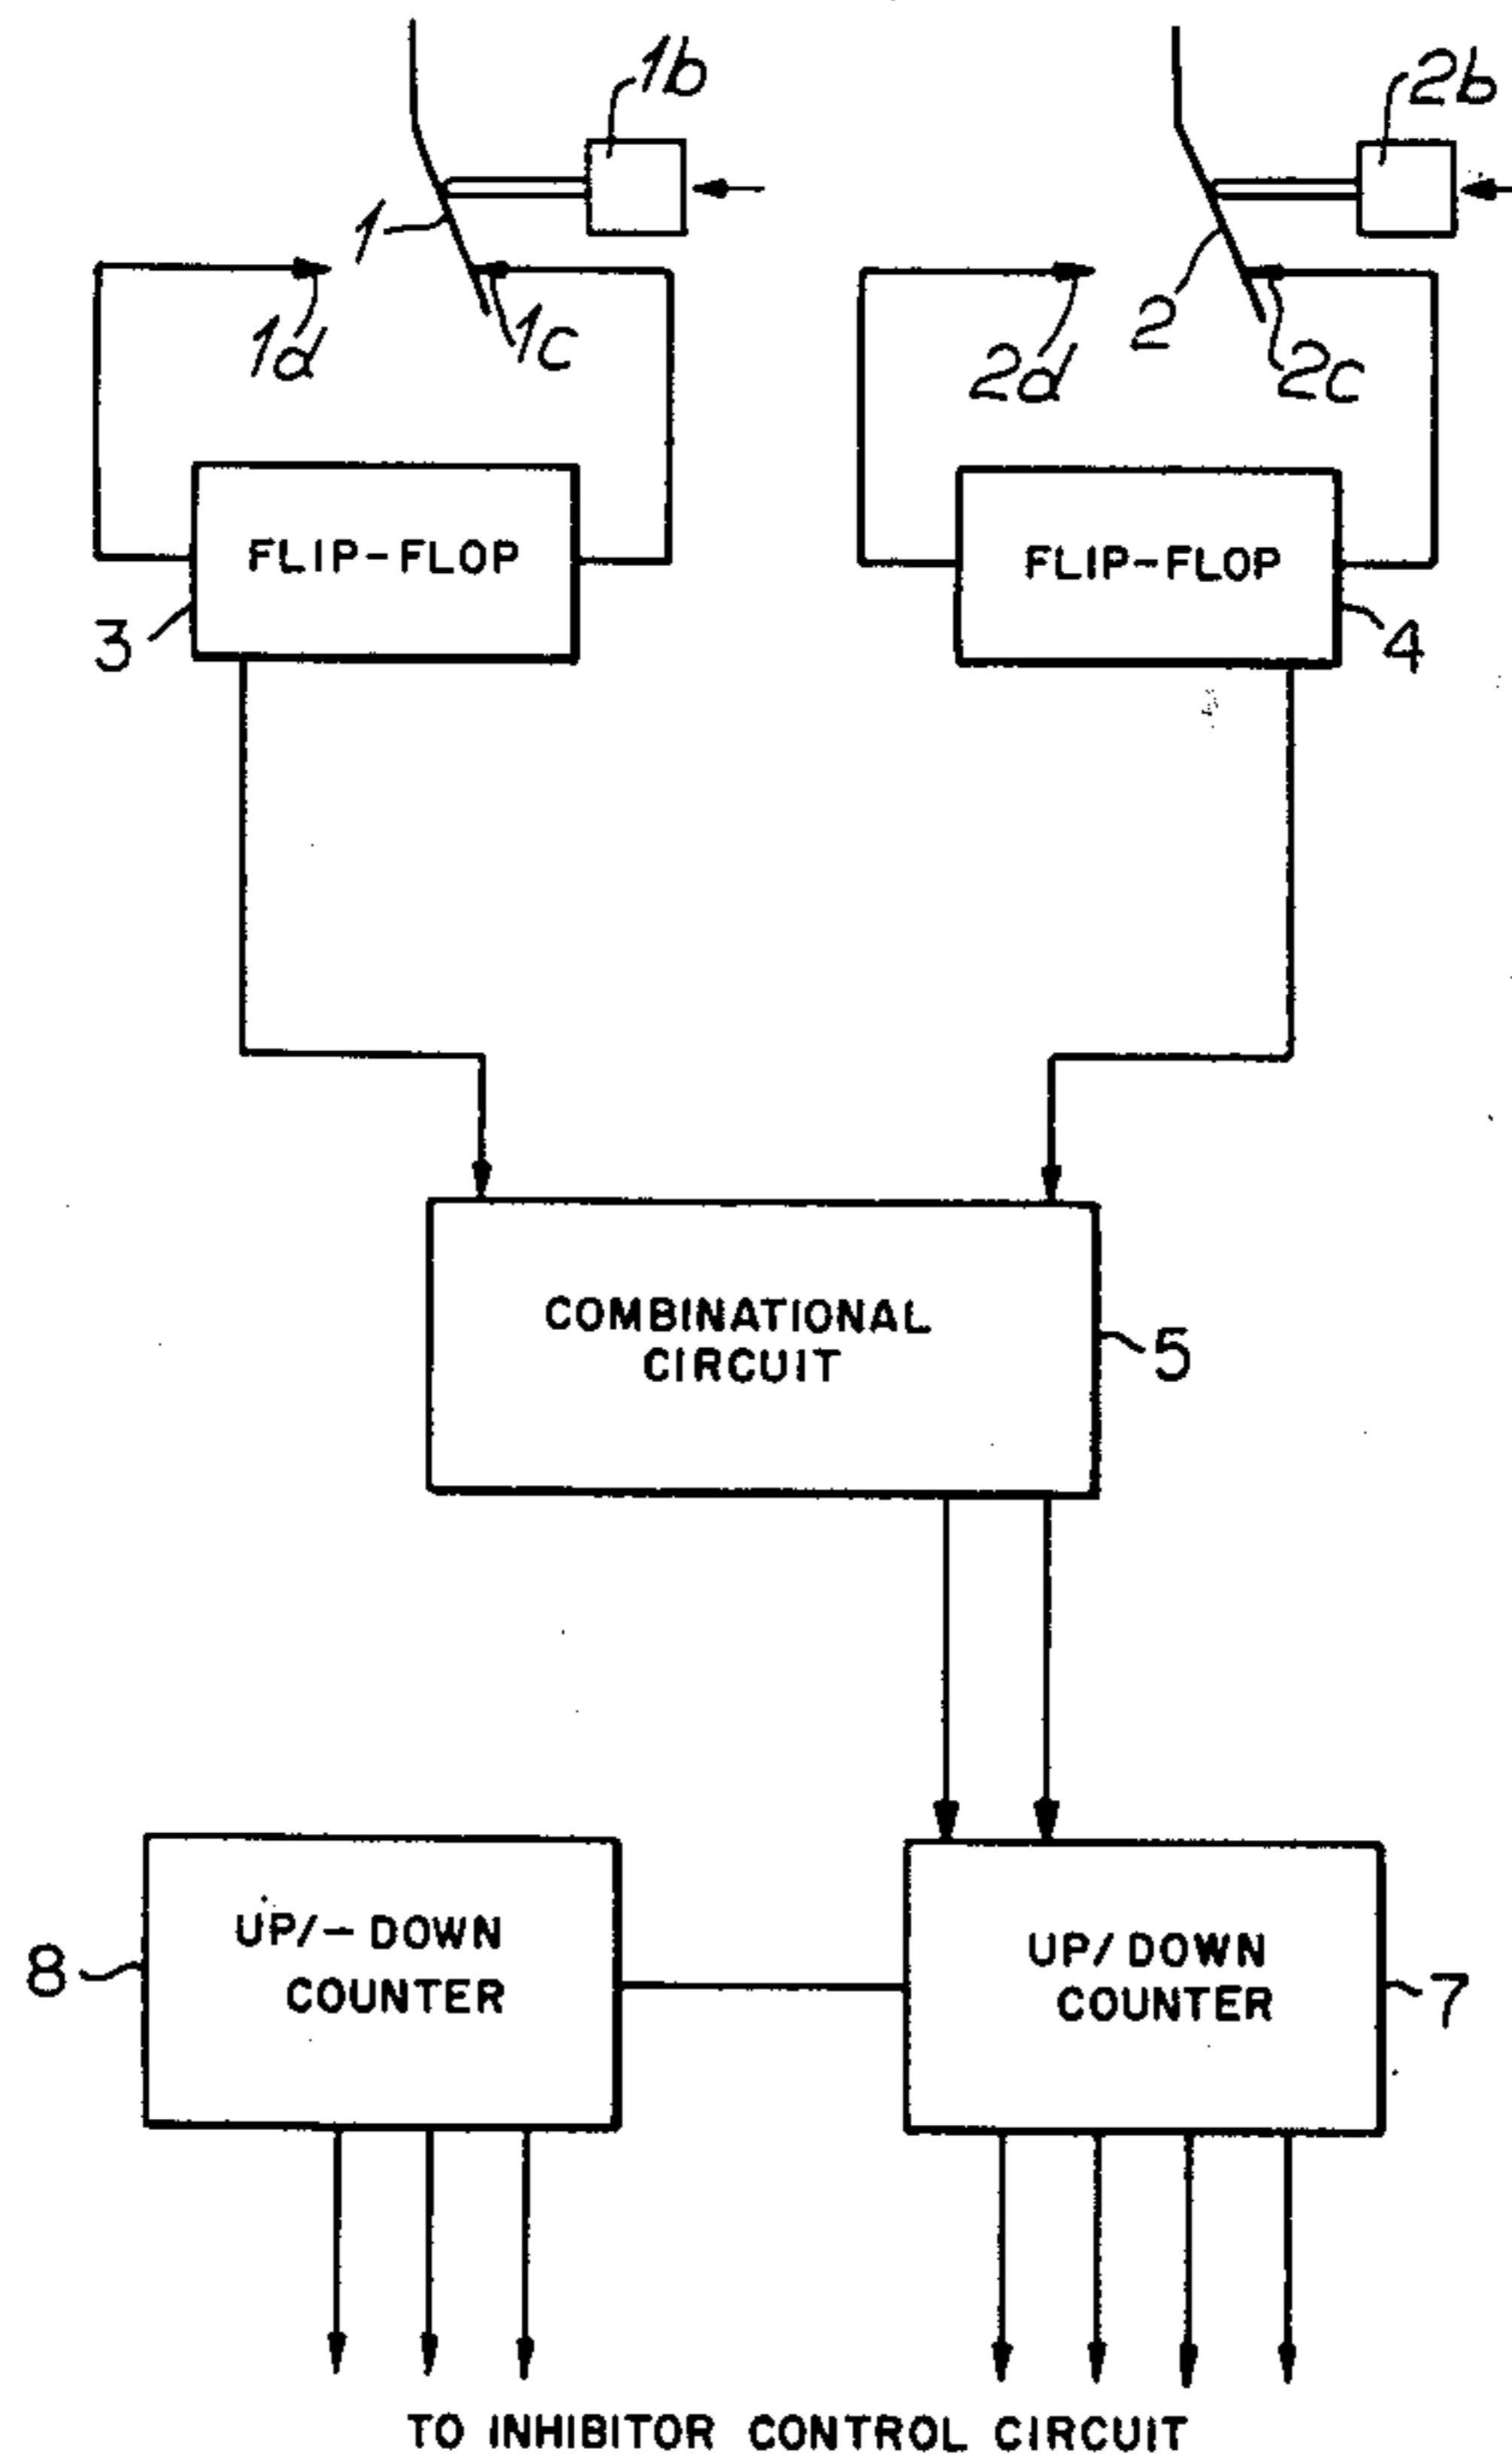 1b
2b
1
1d
1c
2
2d
2c
FLIP-FLOP
FLIP-FLOP
3
4
COMBINATIONAL
CIRCUIT
5
UP/-DOWN
COUNTER
8
UP/DOWN
COUNTER
7
TO INHIBITOR CONTROL CIRCUIT